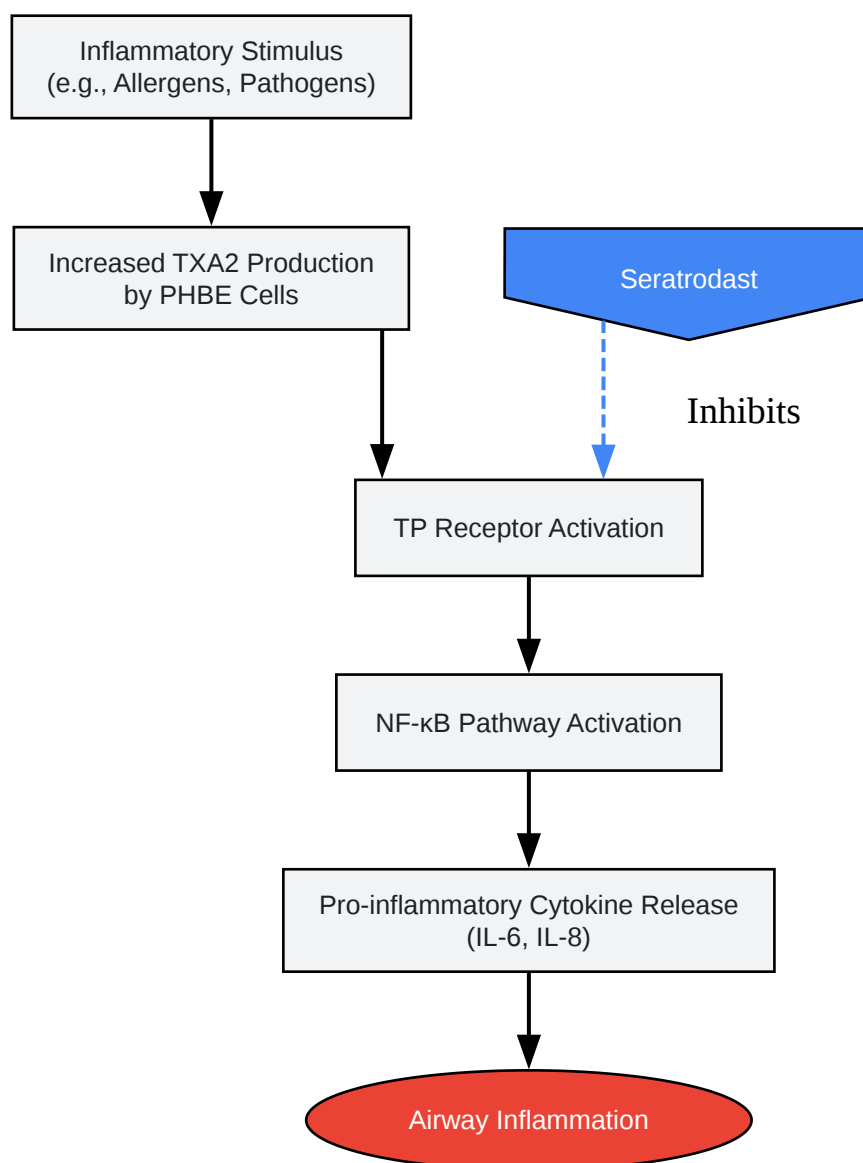 Inflammatory Stimulus
(e.g., Allergens, Pathogens)
Increased TXA2 Production
by PHBE Cells
Seratrodast
Inhibits
TP Receptor Activation
NF-κB Pathway Activation
Pro-inflammatory Cytokine Release
(IL-6, IL-8)
Airway Inflammation